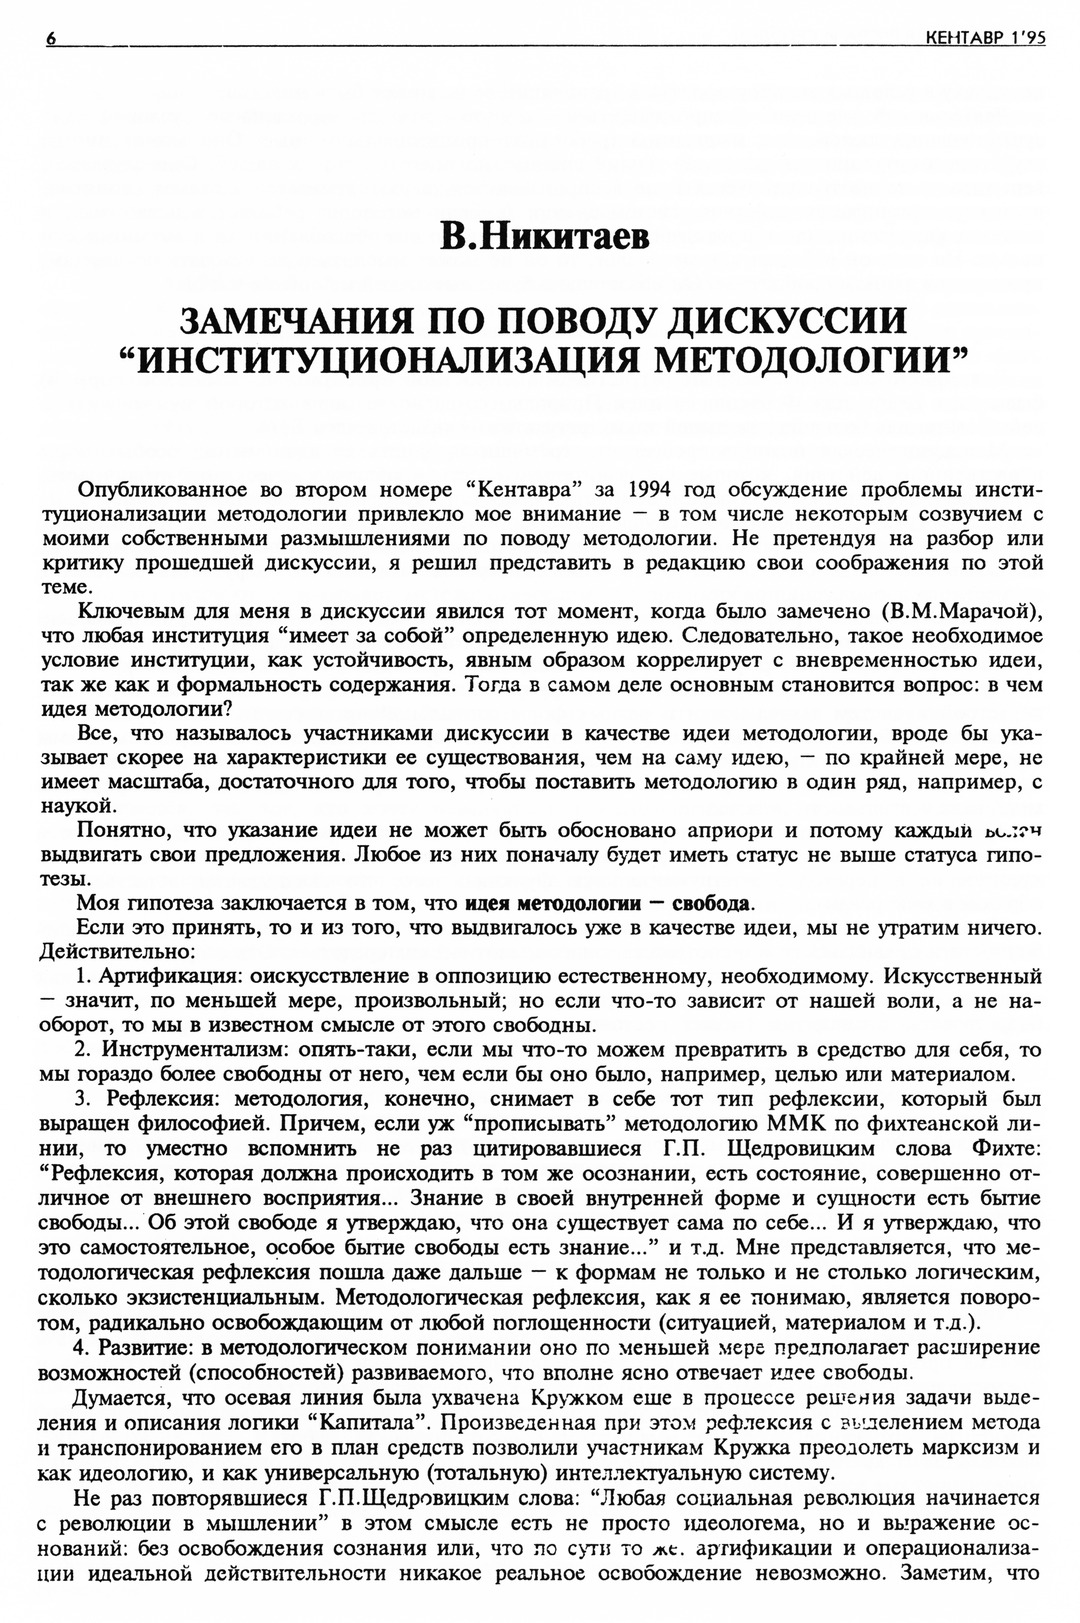 6
КЕНТАВР 1'95
В.Никитаев
ЗАМЕЧАНИЯ ПО ПОВОДУ ДИСКУССИИ
“ИНСТИТУЦИОНАЛИЗАЦИЯ МЕТОДОЛОГИИ”
Опубликованное во втором номере “Кентавра” за 1994 год обсуждение проблемы инсти-
туционализации методологии привлекло мое внимание — в том числе некоторым созвучием с
моими собственными размышлениями по поводу методологии. Не претендуя на разбор или
критику прошедшей дискуссии, я решил представить в редакцию свои соображения по этой
теме.
Ключевым для меня в дискуссии явился тот момент, когда было замечено (В.М.Марачой),
что любая институция “имеет за собой” определенную идею. Следовательно, такое необходимое
условие институции, как устойчивость, явным образом коррелирует с вневременностью идеи,
так же как и формальность содержания. Тогда в самом деле основным становится вопрос: в чем
идея методологии?
Все, что называлось участниками дискуссии в качестве идеи методологии, вроде бы ука-
зывает скорее на характеристики ее существования, чем на саму идею, — по крайней мере, не
имеет масштаба, достаточного для того, чтобы поставить методологию в один ряд, например, с
наукой.
Понятно, что указание идеи не может быть обосновано априори и потому каждый
выдвигать свои предложения. Любое из них поначалу будет иметь статус не выше статуса гипо-
тезы.
Моя гипотеза заключается в том, что идея методологии — свобода.
Если это принять, то и из того, что выдвигалось уже в качестве идеи, мы не утратим ничего.
Действительно:
1. Артификация: оискусствление в оппозицию естественному, необходимому. Искусственный
— значит, по меньшей мере, произвольный; но если что-то зависит от нашей воли, а не на-
оборот, то мы в известном смысле от этого свободны.
2. Инструментализм: опять-таки, если мы что-то можем превратить в средство для себя, то
мы гораздо более свободны от него, чем если бы оно было, например, целью или материалом.
3. Рефлексия: методология, конечно, снимает в себе тот тип рефлексии, который был
выращен философией. Причем, если уж “прописывать” методологию ММК по фихтеанской ли-
нии, то уместно вспомнить не раз цитировавшиеся Г.П. Щедровицким слова Фихте:
“Рефлексия, которая должна происходить в том же осознании, есть состояние, совершенно от-
личное от внешнего восприятия... Знание в своей внутренней форме и сущности есть бытие
свободы... Об этой свободе я утверждаю, что она существует сама по себе... И я утверждаю, что
это самостоятельное, особое бытие свободы есть знание...” и т.д. Мне представляется, что ме-
тодологическая рефлексия пошла даже дальше — к формам не только и не столько логическим,
сколько экзистенциальным. Методологическая рефлексия, как я ее понимаю, является поворо-
том, радикально освобождающим от любой поглощенности (ситуацией, материалом и т.д.).
4. Развитие: в методологическом понимании оно по меньшей мере предполагает расширение
возможностей (способностей) развиваемого, что вполне ясно отвечает идее свободы.
Думается, что осевая линия была ухвачена Кружком еще в процессе решения задачи выде-
ления и описания логики “Капитала”. Произведенная при этом рефлексия с выделением метода
и транспонированием его в план средств позволили участникам Кружка преодолеть марксизм и
как идеологию, и как универсальную (тотальную) интеллектуальную систему.
Не раз повторявшиеся Г.П.Щедровицким слова: “Любая социальная революция начинается
с революции в мышлении” в этом смысле есть не просто идеологема, но и выражение ос-
нований: без освобождения сознания или, что по сути то же. артификации и операционализа-
ции идеальной действительности никакое реальное освобождение невозможно. Заметим, что